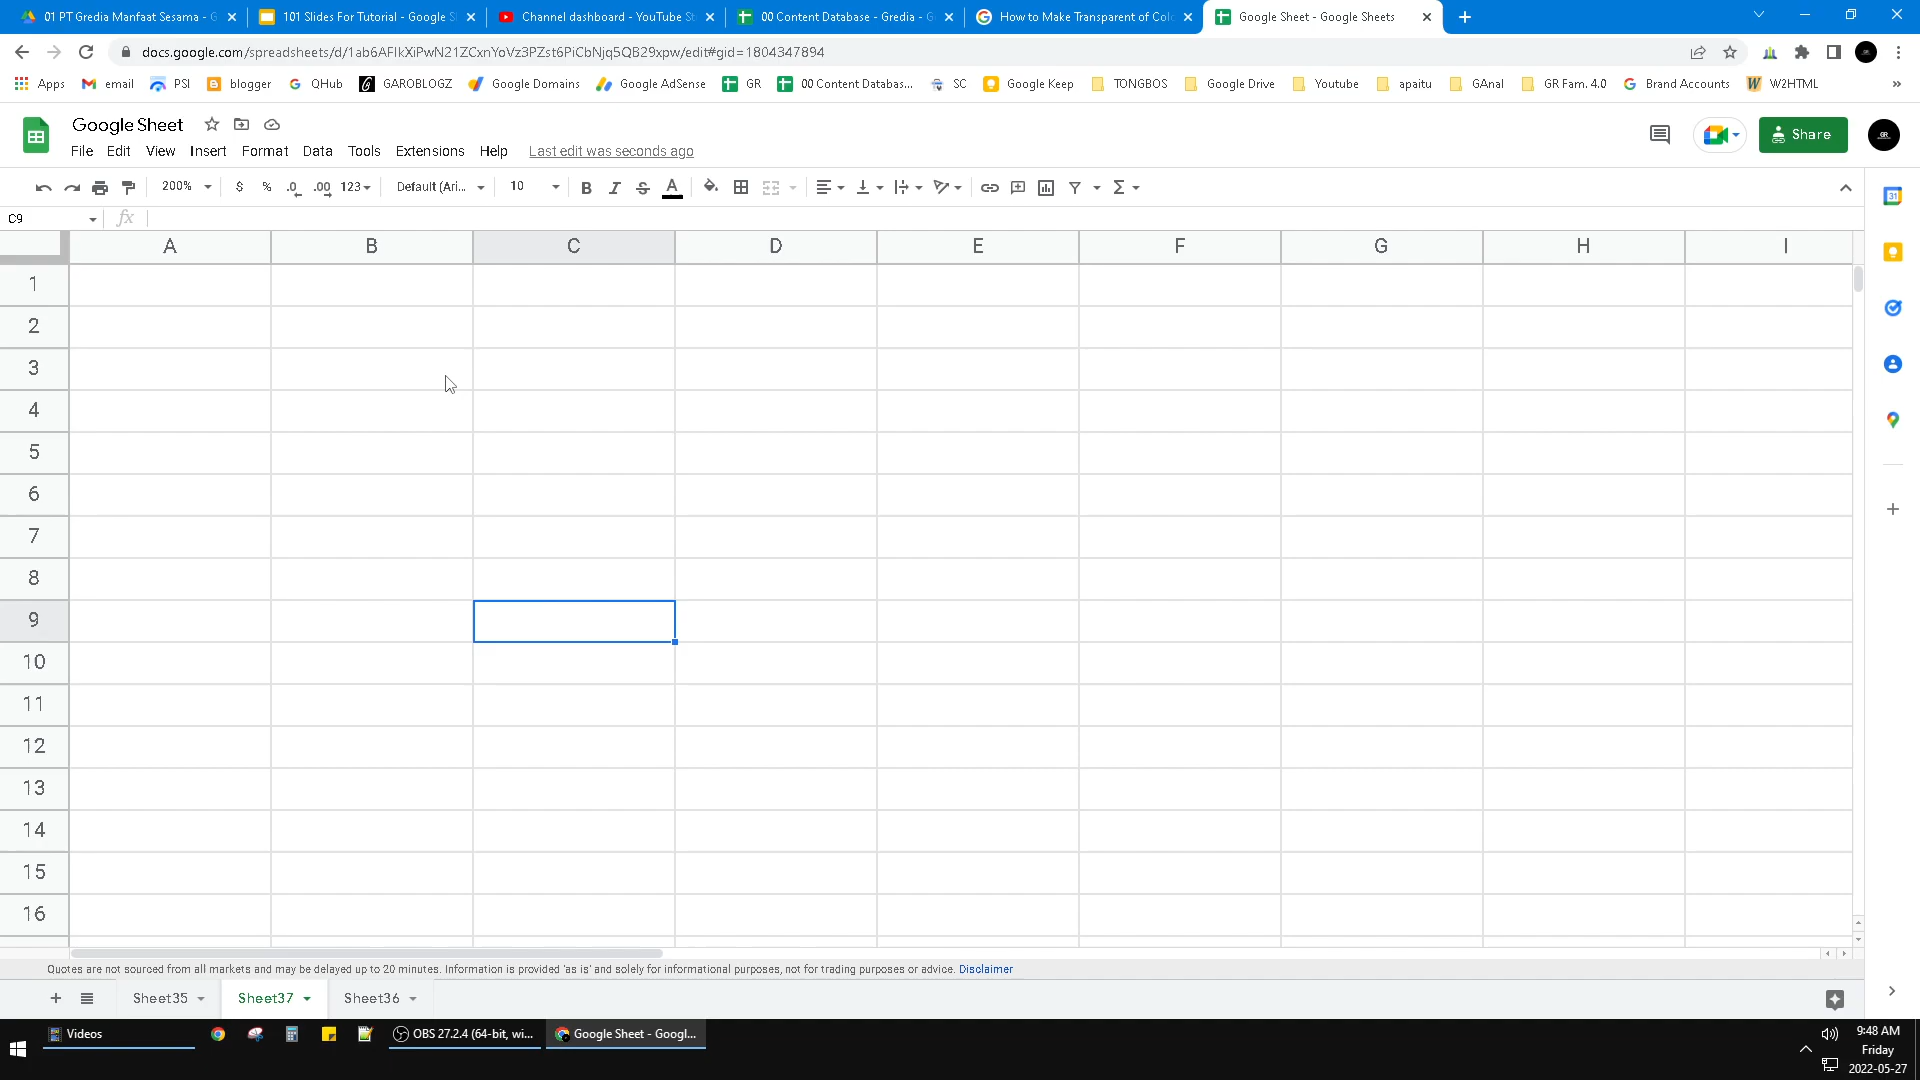 01 PT Gredia Manfaat Sesama - G
101 Slides For Tutorial - Google Sl
Channel dashboard - YouTube St
00 Content Database - Gredia - G
How to Make Transparent of Colo
Google Sheet - Google Sheets
docs.google.com/spreadsheets/d/1ab6AFIkXiPwN21ZCxnYoVz3PZst6PiCbNjq5QB29xpw/edit#gid=1804347894
Apps email PSI blogger QHub GAROBLOGZ Google Domains Google AdSense GR 00 Content Databas... SC Google Keep TONGBOS Google Drive Youtube apaitu GAnal GR Fam. 4.0 Brand Accounts W2HTML »
Google Sheet
File Edit View Insert Format Data Tools Extensions Help Last edit was seconds ago
Share
200% $ % .0 .00 123 Default (Ari... 10 B I S A
C9 fx
A B C D E F G H I
1
2
3
4
5
6
7
8
9
10
11
12
13
14
15
16
Quotes are not sourced from all markets and may be delayed up to 20 minutes. Information is provided 'as is' and solely for informational purposes, not for trading purposes or advice. Disclaimer
Sheet35 Sheet37 Sheet36
Videos
OBS 27.2.4 (64-bit, wi...
Google Sheet - Googl...
9:48 AM
Friday
2022-05-27